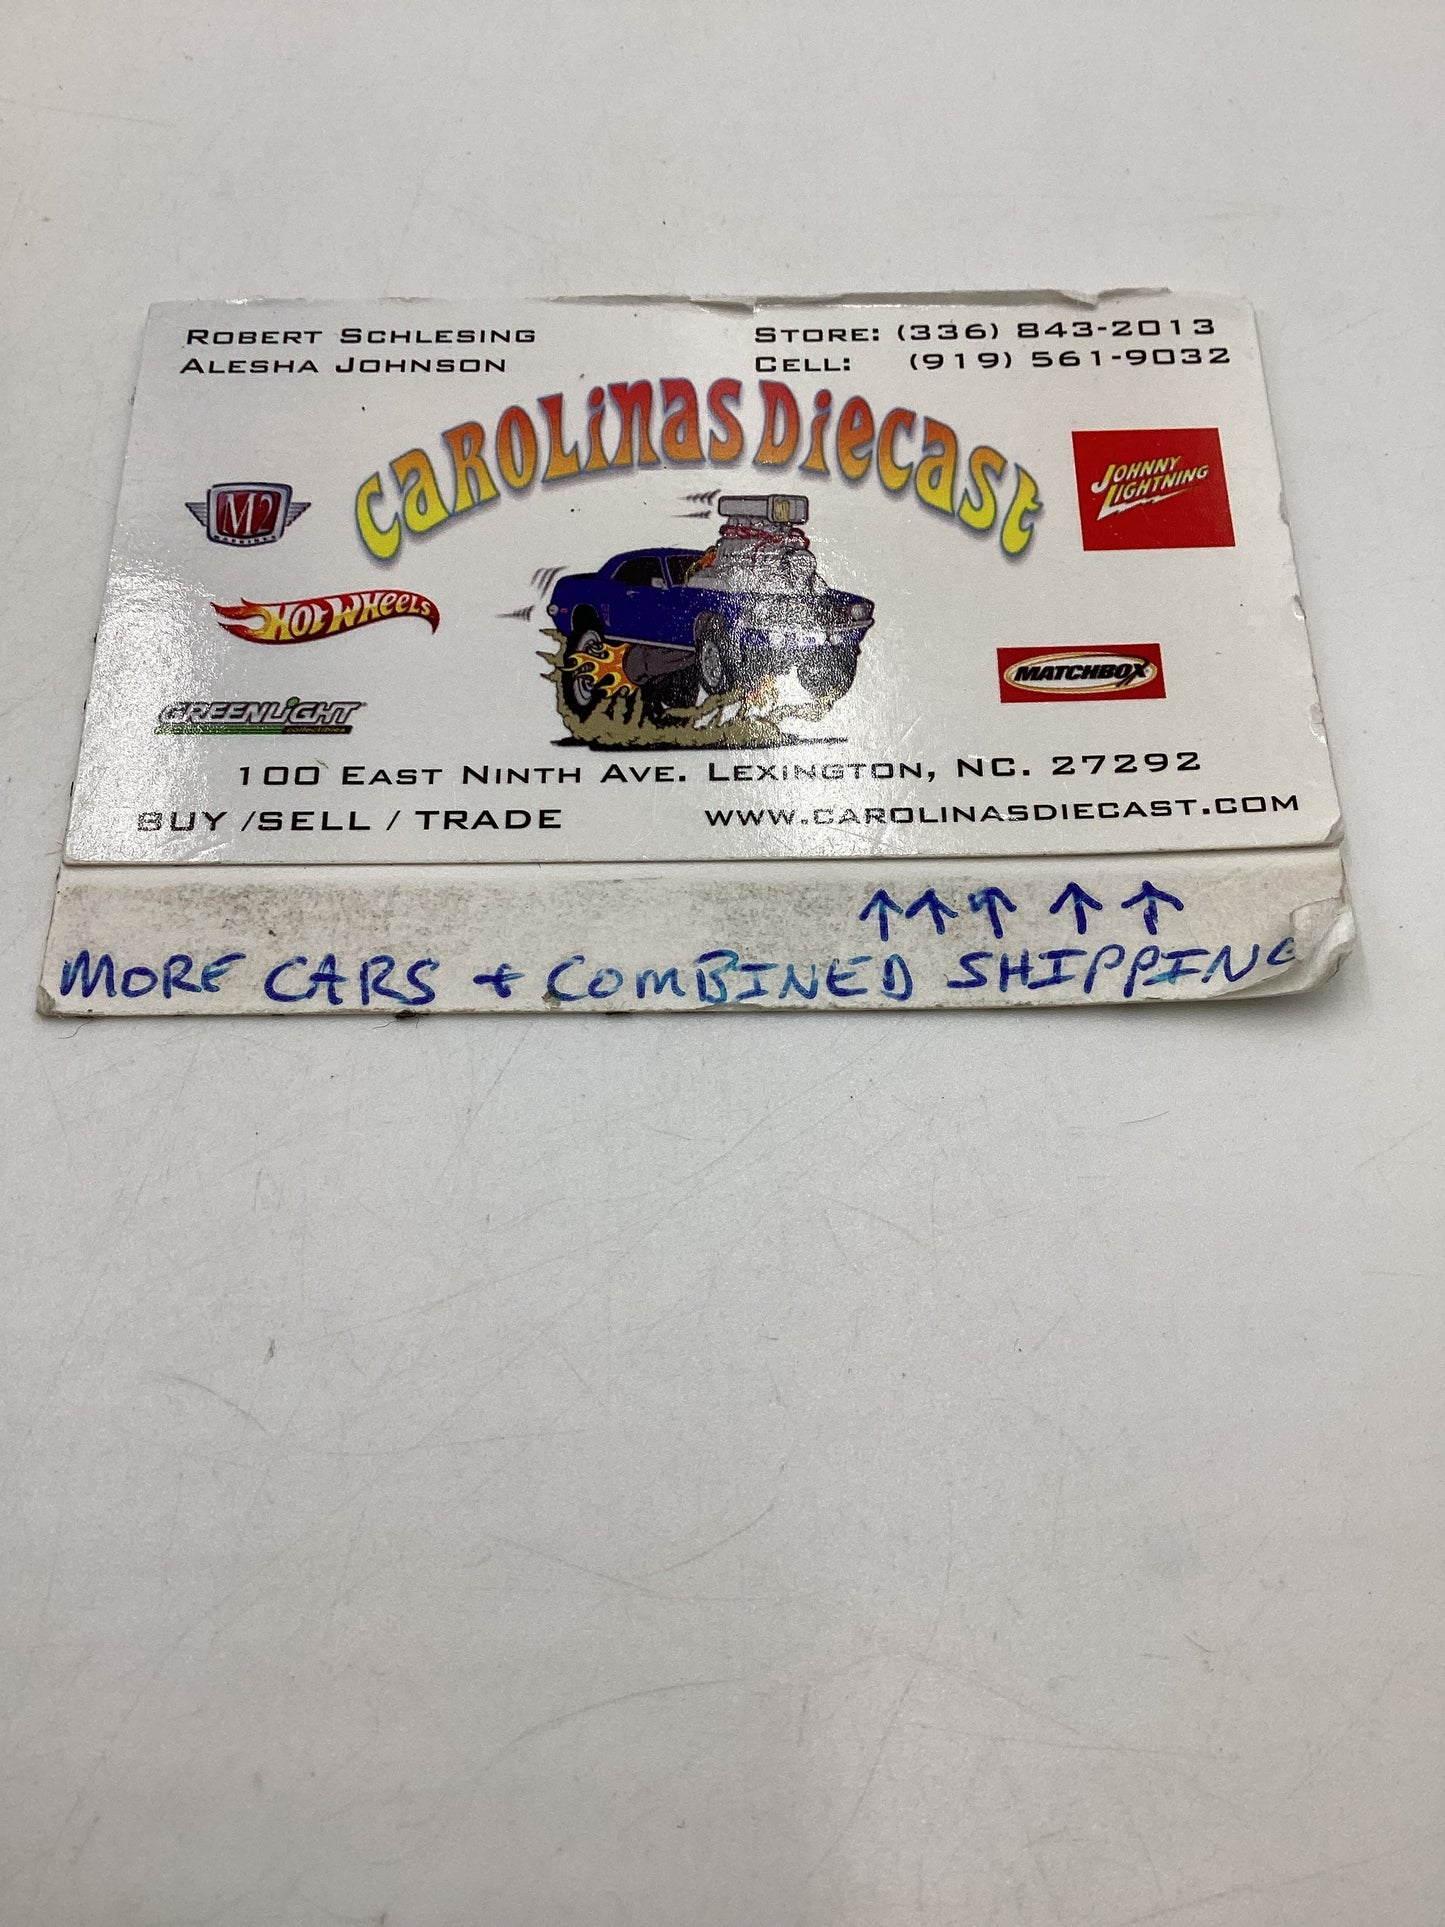 ROBERT SCHLESING
ALESHA JOHNSON
STORE: (336) 843-2013
CELL: (919) 561-9032
CAROLINAS DIECAST
M2
MACHINES
JOHNNY
LIGHTNING
HOT WHEELS
MATCHBOX
GREENLIGHT
collectibles
100 EAST NINTH AVE. LEXINGTON, NC. 27292
BUY /SELL / TRADE
WWW.CAROLINASDIECAST.COM
↑ ↑ ↑ ↑ ↑
MORE CARS + COMBINED SHIPPING